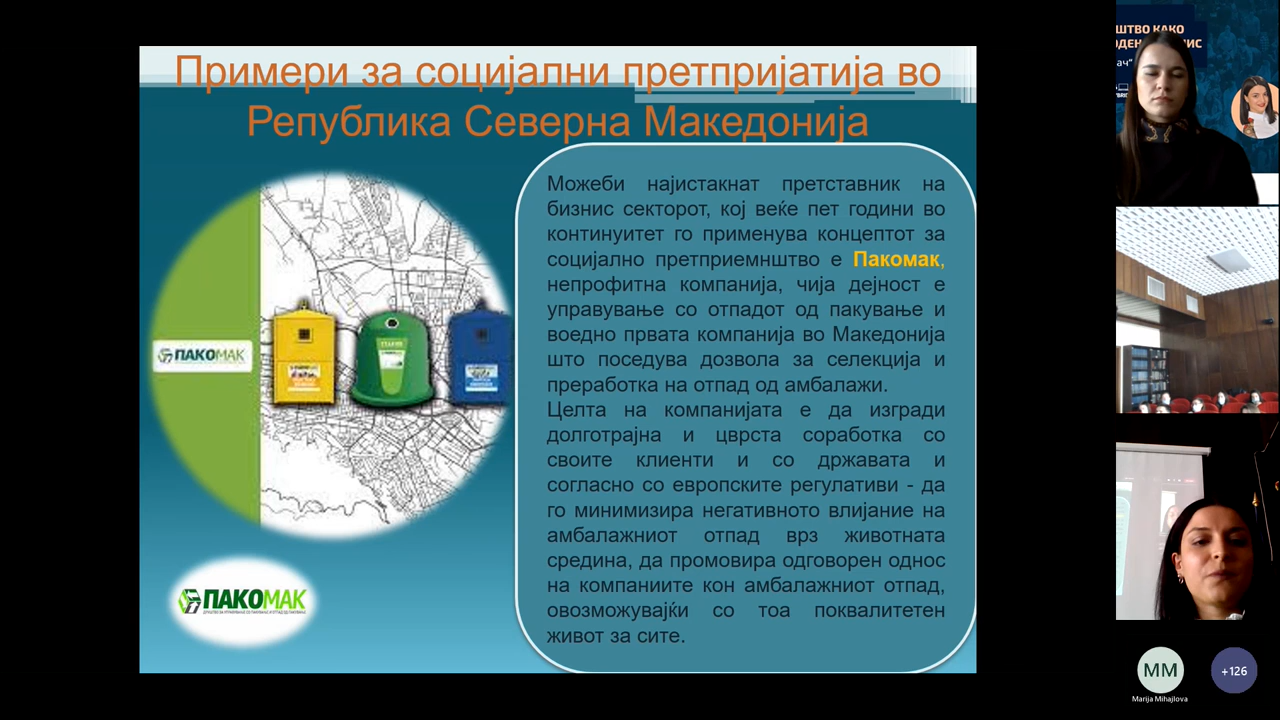 Примери за социјални претпријатија во
Република Северна Македонија
Можеби најистакнат претставник на
бизнис секторот, кој веќе пет години во
континуитет го применува концептот за
социјално претприемнштво е Пакомак,
непрофитна компанија, чија дејност е
управување со отпадот од пакување и
воедно првата компанија во Македонија
што поседува дозвола за селекција и
преработка на отпад од амбалажи.
Целта на компанијата е да изгради
долготрајна и цврста соработка со
своите клиенти и со државата и
согласно со европските регулативи - да
го минимизира негативното влијание на
амбалажниот отпад врз животната
средина, да промовира одговорен однос
на компаниите кон амбалажниот отпад,
овозможувајќи со тоа поквалитетен
живот за сите.
ПАКОМАК
ПАКОМАК
ШТВО КАКО
MM
Marija Mihajlova
+126